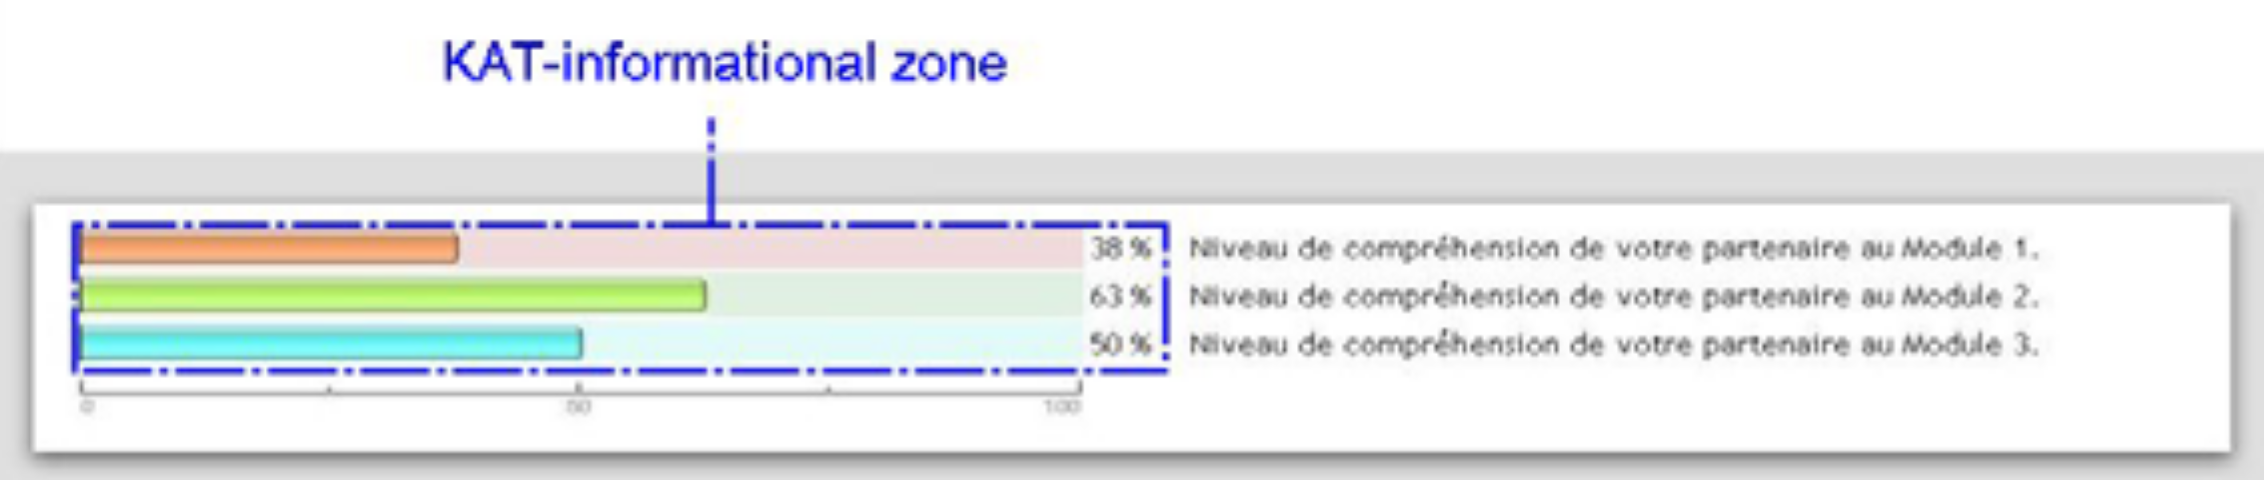 KAT-informational zone
38 % Niveau de compréhension de votre partenaire au Module 1.
63 % Niveau de compréhension de votre partenaire au Module 2.
50 % Niveau de compréhension de votre partenaire au Module 3.
0 50 100